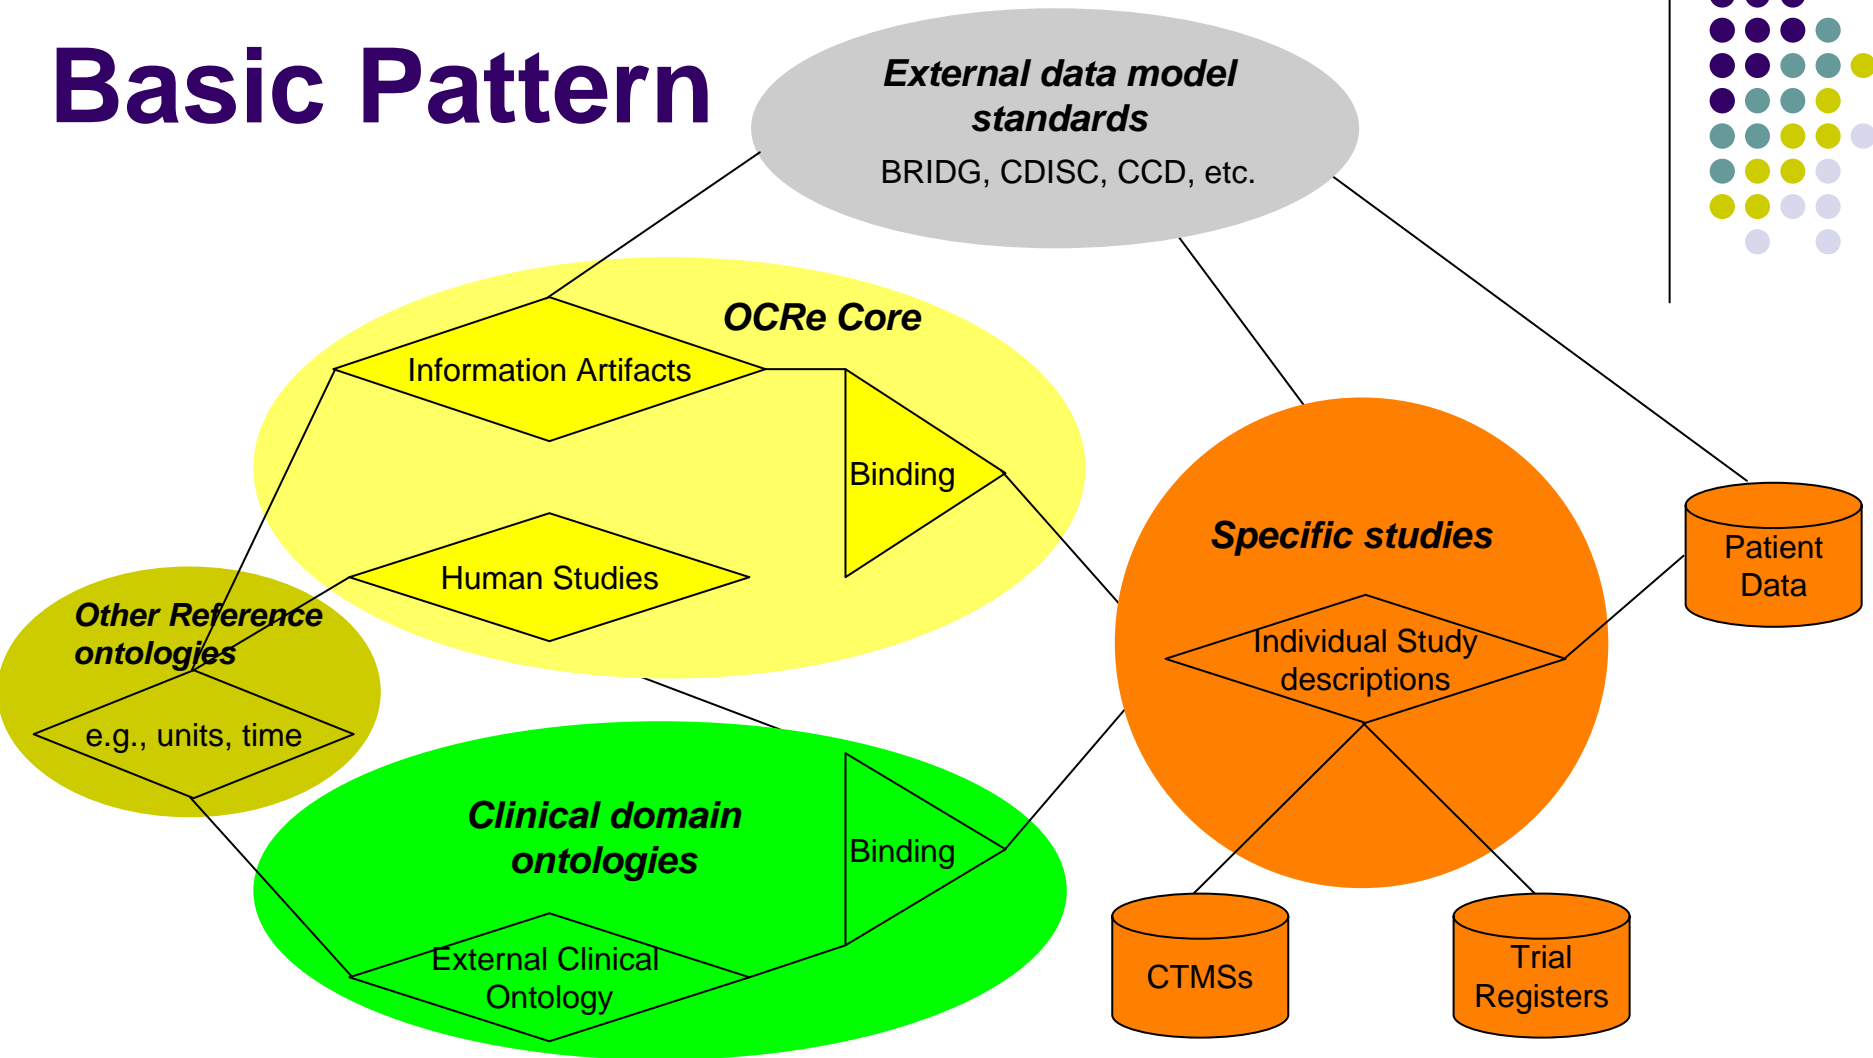 Basic Pattern
External data model
standards
BRIDG, CDISC, CCD, etc.
OCRe Core
Information Artifacts
Binding
Human Studies
Other Reference
ontologies
e.g., units, time
Specific studies
Individual Study
descriptions
Patient
Data
Clinical domain
ontologies
Binding
External Clinical
Ontology
CTMSs
Trial
Registers